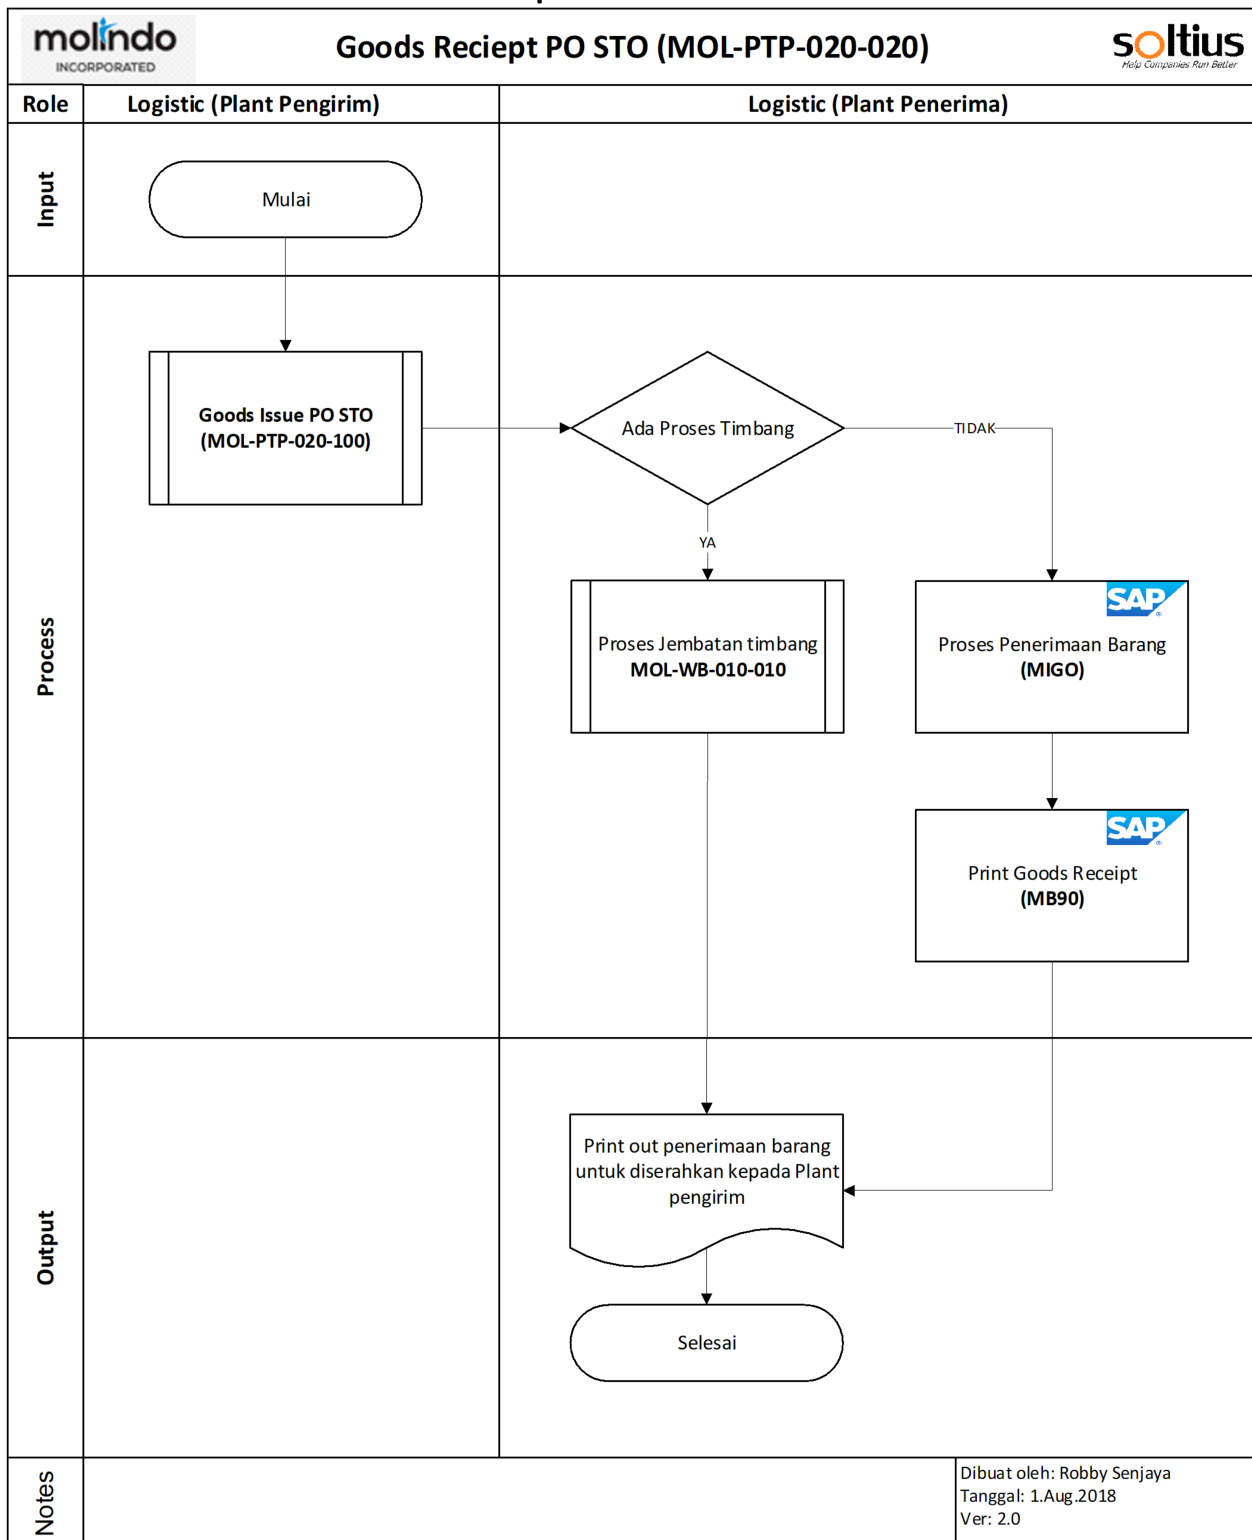 molindo
INCORPORATED
Goods Reciept PO STO (MOL-PTP-020-020)
soltius
Help Companies Run Better
Role
Logistic (Plant Pengirim)
Logistic (Plant Penerima)
Input
Mulai
Process
Goods Issue PO STO
(MOL-PTP-020-100)
Ada Proses Timbang
TIDAK
YA
Proses Jembatan timbang
MOL-WB-010-010
SAP
®
Proses Penerimaan Barang
(MIGO)
SAP
®
Print Goods Receipt
(MB90)
Output
Print out penerimaan barang
untuk diserahkan kepada Plant
pengirim
Selesai
Notes
Dibuat oleh: Robby Senjaya
Tanggal: 1.Aug.2018
Ver: 2.0